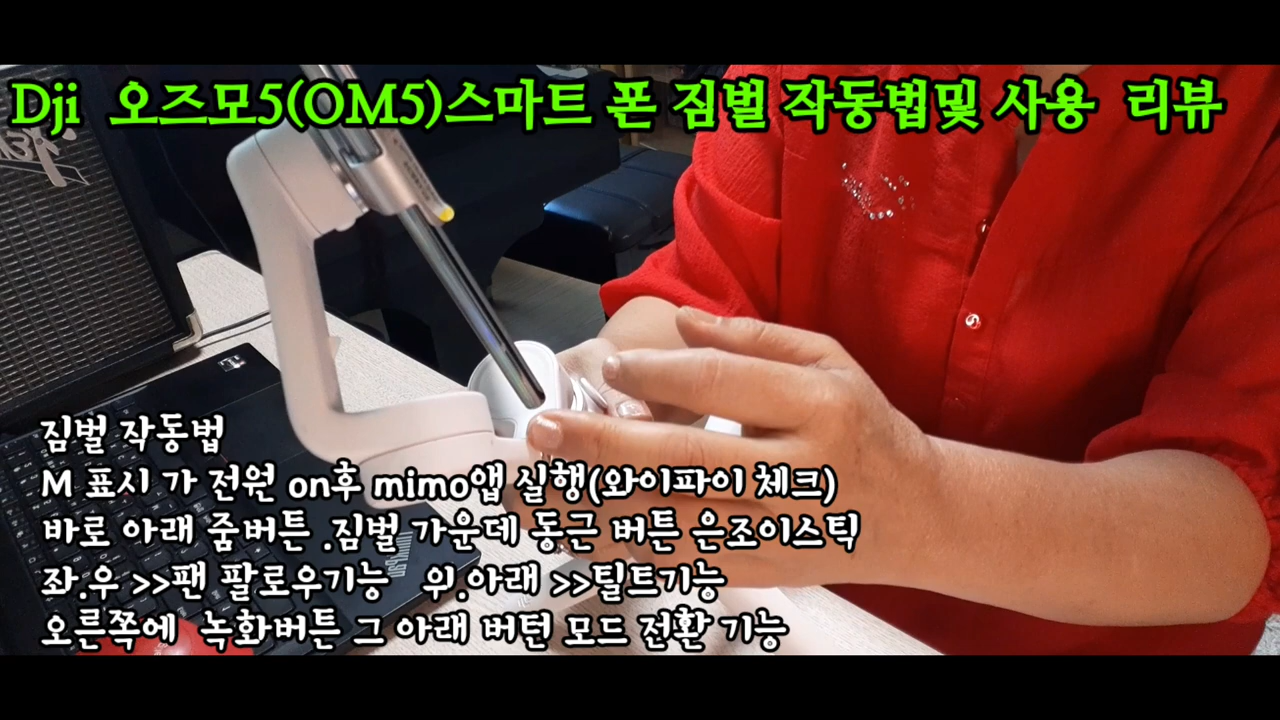 Dji 오즈모5(OM5)스마트 폰 짐벌 작동법및 사용 리뷰
짐벌 작동법
M 표시 가 전원 on후 mimo앱 실행(와이파이 체크)
바로 아래 줌버튼 .짐벌 가운데 동근 버튼 은조이스틱
좌.우 >>팬 팔로우기능 위.아래 >>틸트기능
오른쪽에 녹화버튼 그 아래 버턴 모드 전환 기능